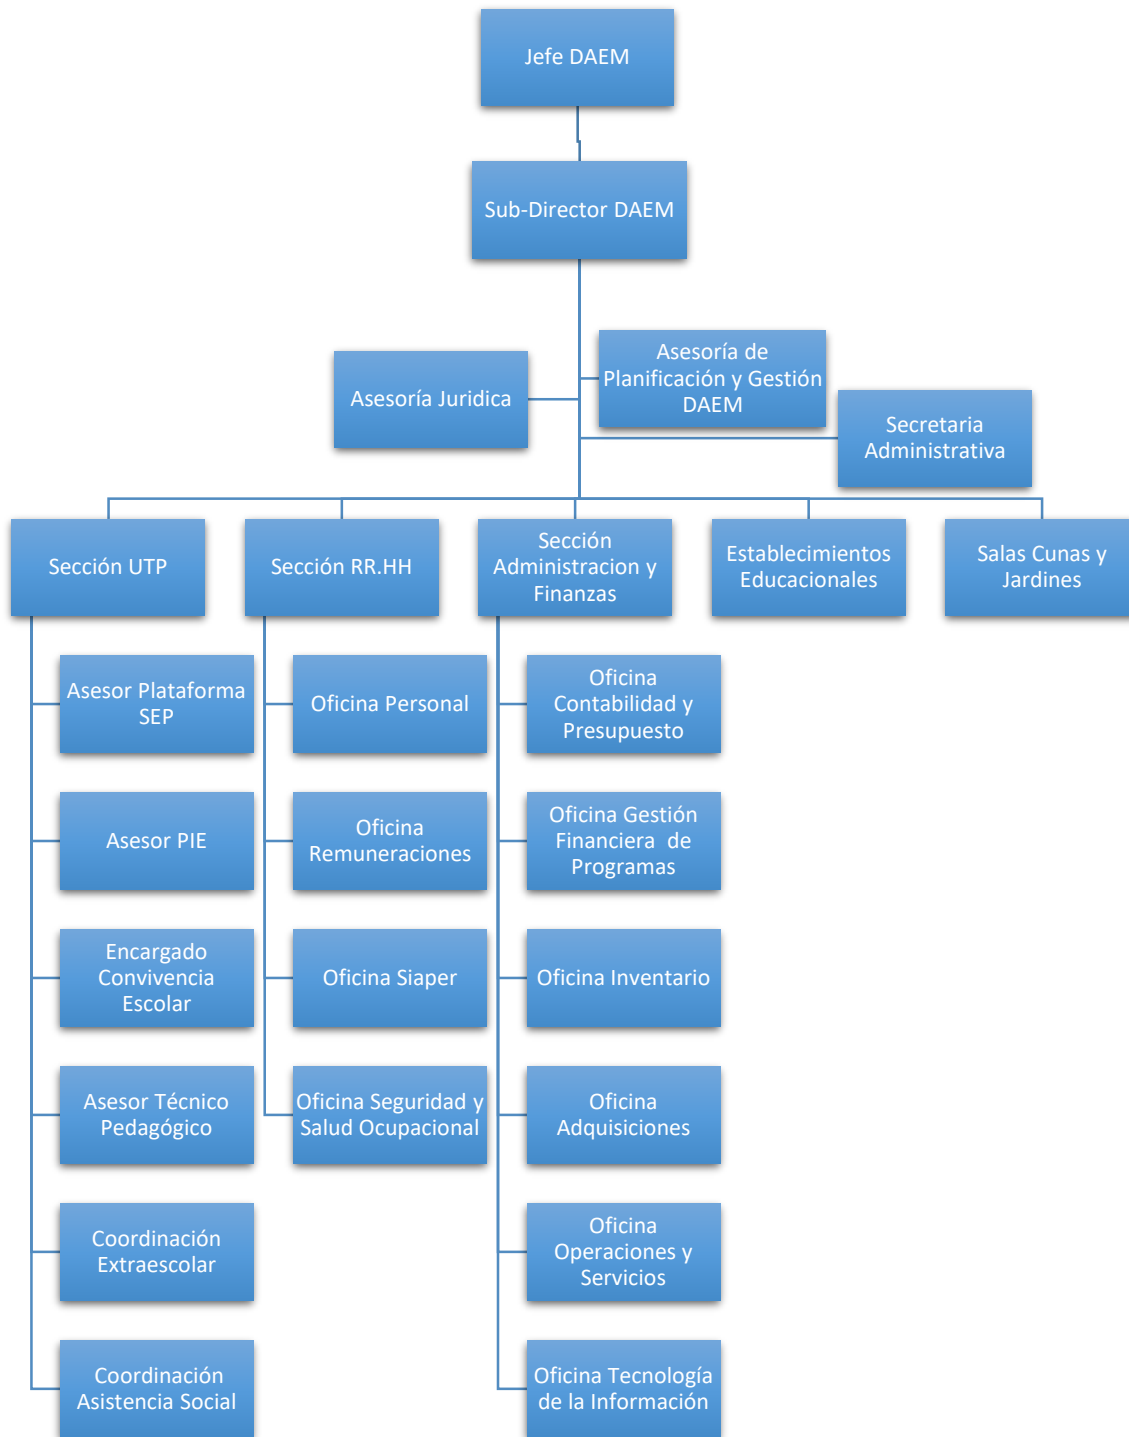 Jefe DAEM
Sub-Director DAEM
Asesoría Juridica
Asesoría de
Planificación y Gestión
DAEM
Secretaria
Administrativa
Sección UTP
Sección RR.HH
Sección
Administracion y
Finanzas
Establecimientos
Educacionales
Salas Cunas y
Jardines
Asesor Plataforma
SEP
Asesor PIE
Encargado
Convivencia
Escolar
Asesor Técnico
Pedagógico
Coordinación
Extraescolar
Coordinación
Asistencia Social
Oficina Personal
Oficina
Remuneraciones
Oficina Siaper
Oficina Seguridad y
Salud Ocupacional
Oficina
Contabilidad y
Presupuesto
Oficina Gestión
Financiera  de
Programas
Oficina Inventario
Oficina
Adquisiciones
Oficina
Operaciones y
Servicios
Oficina Tecnología
de la Información